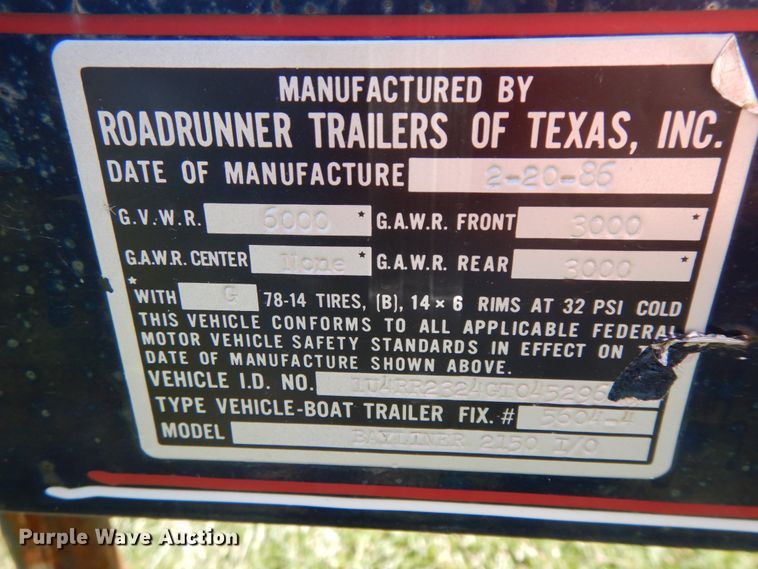 MANUFACTURED BY
ROADRUNNER TRAILERS OF TEXAS, INC.
DATE OF MANUFACTURE 2-20-86
G.V.W.R. 6000 * G.A.W.R. FRONT 3000 *
G.A.W.R. CENTER None * G.A.W.R. REAR 3000 *
* WITH G 78-14 TIRES, (B), 14 × 6 RIMS AT 32 PSI COLD
THIS VEHICLE CONFORMS TO ALL APPLICABLE FEDERAL
MOTOR VEHICLE SAFETY STANDARDS IN EFFECT ON
DATE OF MANUFACTURE SHOWN ABOVE.
VEHICLE I.D. NO.
TYPE VEHICLE-BOAT TRAILER FIX. # 5604-4
MODEL BAYLINER 2150 I/O
Purple Wave Auction